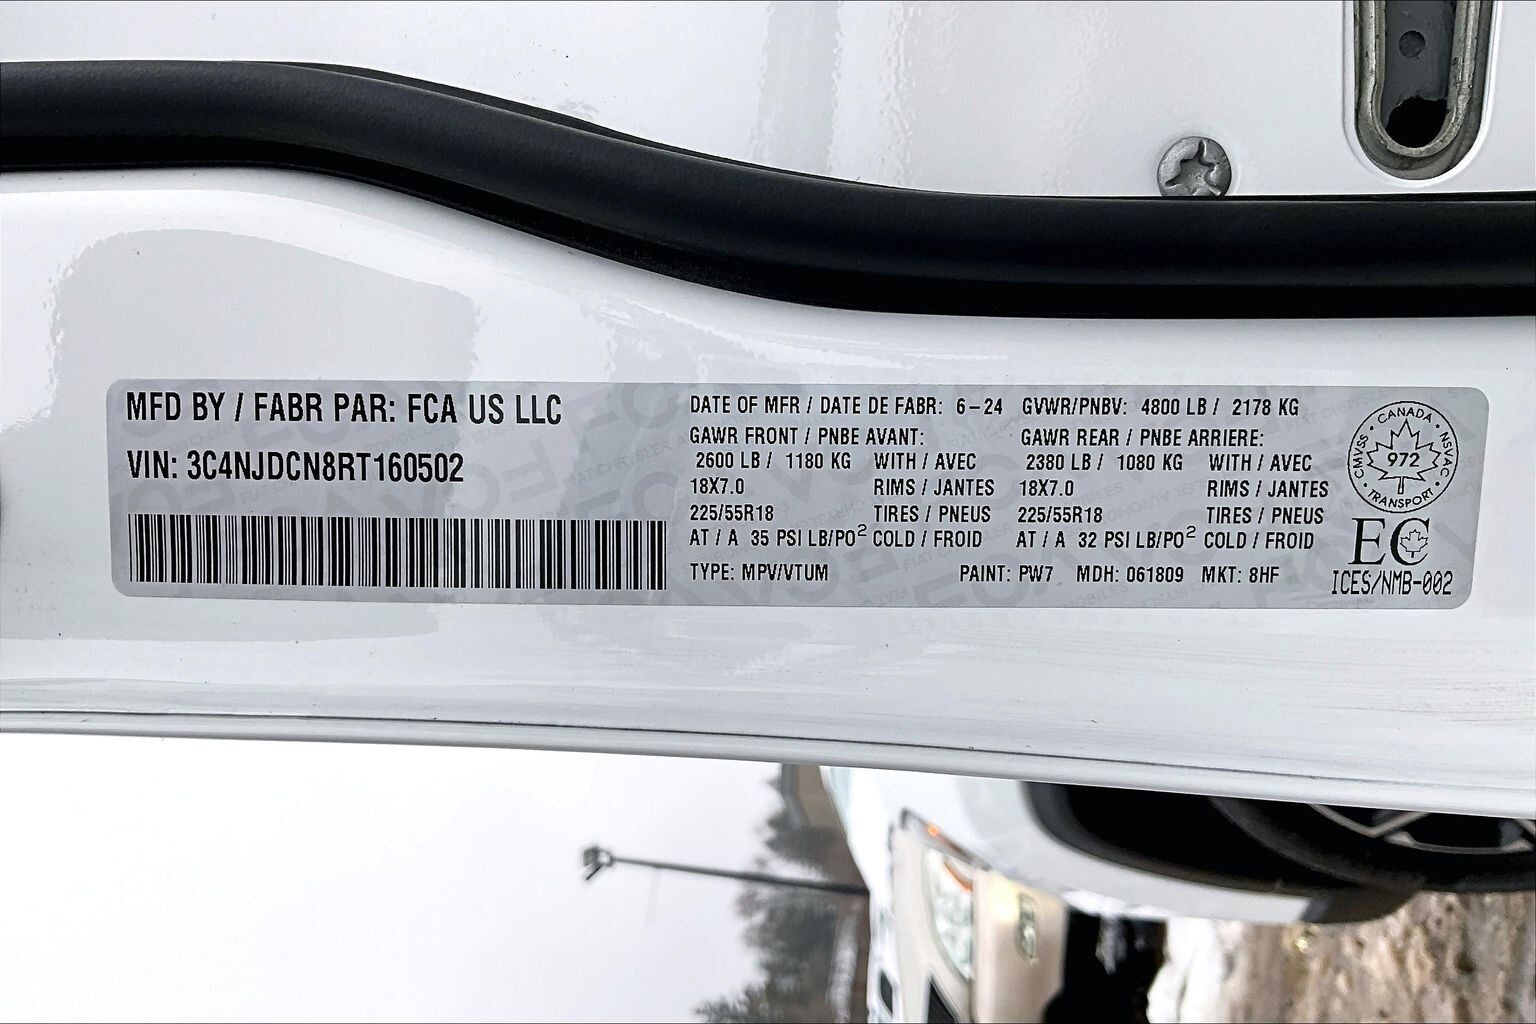 MFD BY / FABR PAR: FCA US LLC
VIN: 3C4NJDCN8RT160502
DATE OF MFR / DATE DE FABR: 6-24 GVWR/PNBV: 4800 LB / 2178 KG
GAWR FRONT / PNBE AVANT: GAWR REAR / PNBE ARRIERE:
2600 LB / 1180 KG WITH / AVEC 2380 LB / 1080 KG WITH / AVEC
18X7.0 RIMS / JANTES 18X7.0 RIMS / JANTES
225/55R18 TIRES / PNEUS 225/55R18 TIRES / PNEUS
AT / A 35 PSI LB/PO² COLD / FROID AT / A 32 PSI LB/PO² COLD / FROID
TYPE: MPV/VTUM PAINT: PW7 MDH: 061809 MKT: 8HF
CANADA
CMVSS 972 NSVAC
TRANSPORT
EC
ICES/NMB-002